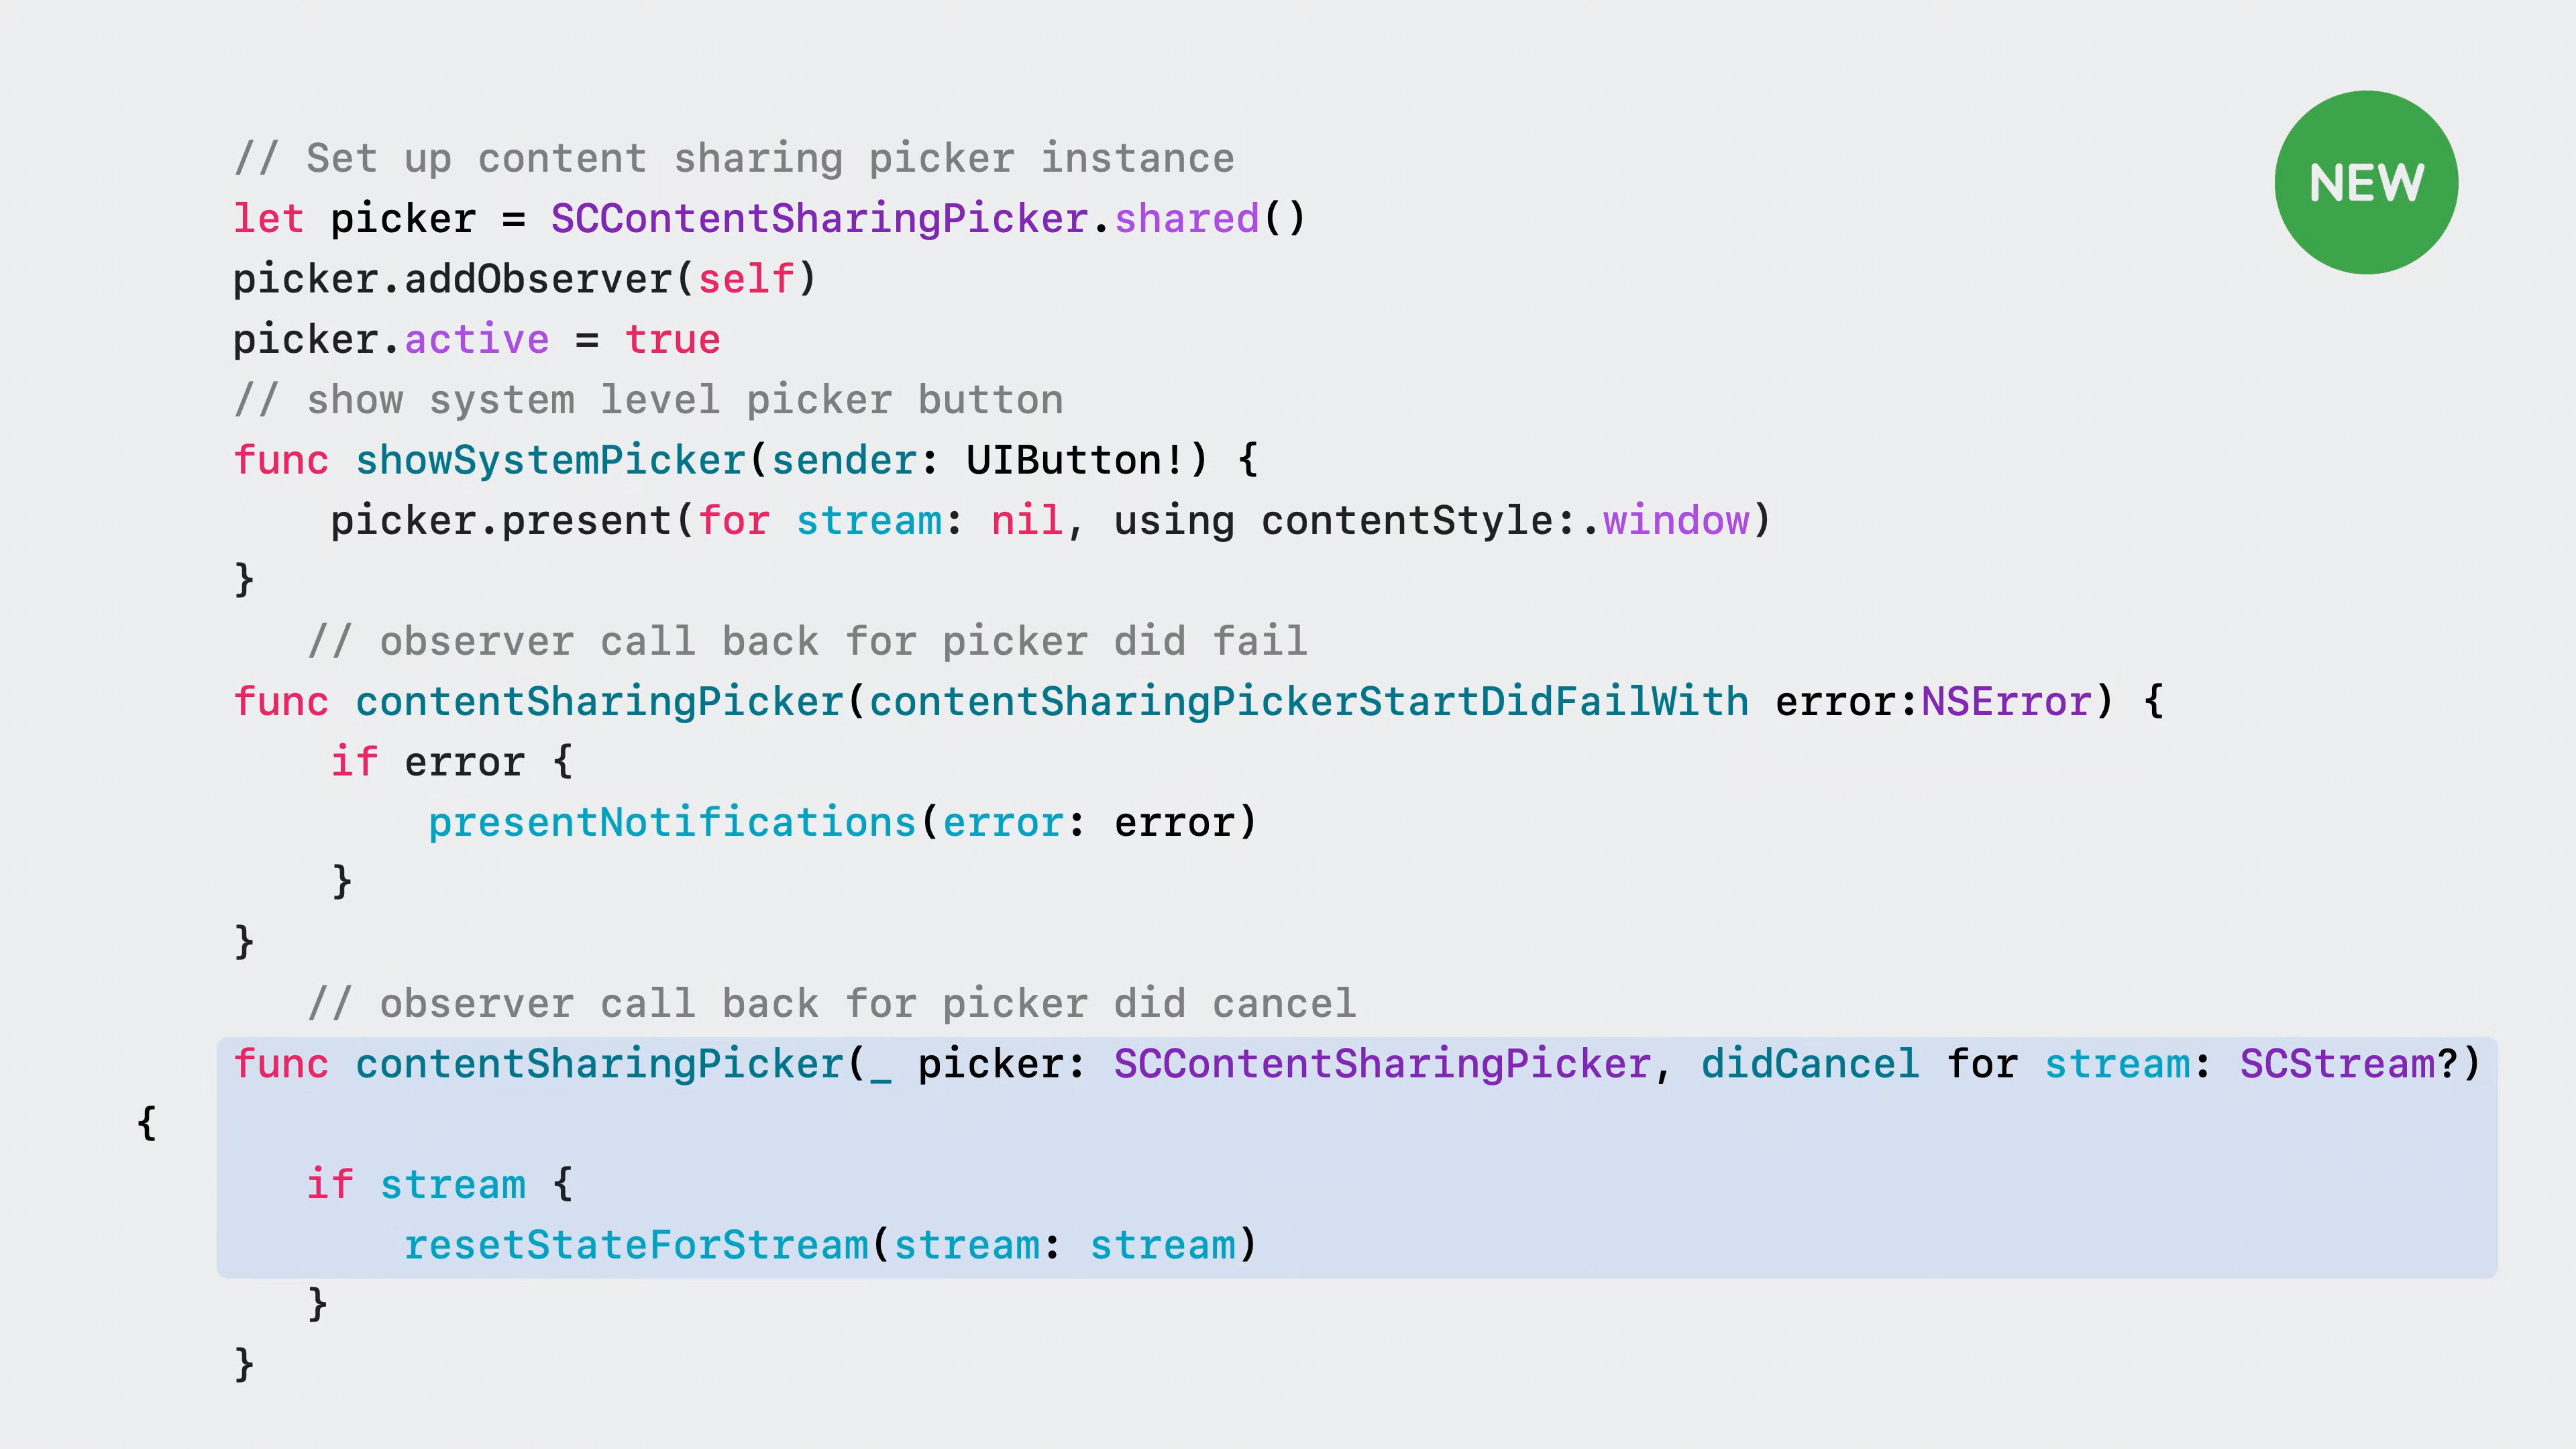 // Set up content sharing picker instance
NEW
let picker = SCContentSharingPicker.shared()
picker.addObserver(self)
picker.active = true
// show system level picker button
func showSystemPicker(sender: UIButton!) {
picker.present(for stream: nil, using contentStyle:.window)
}
// observer call back for picker did fail
func contentSharingPicker(contentSharingPickerStartDidFailWith error:NSError) {
if error {
presentNotifications(error: error)
}
}
// observer call back for picker did cancel
func contentSharingPicker(_ picker: SCContentSharingPicker, didCancel for stream: SCStream?)
{
if stream {
resetStateForStream(stream: stream)
}
}